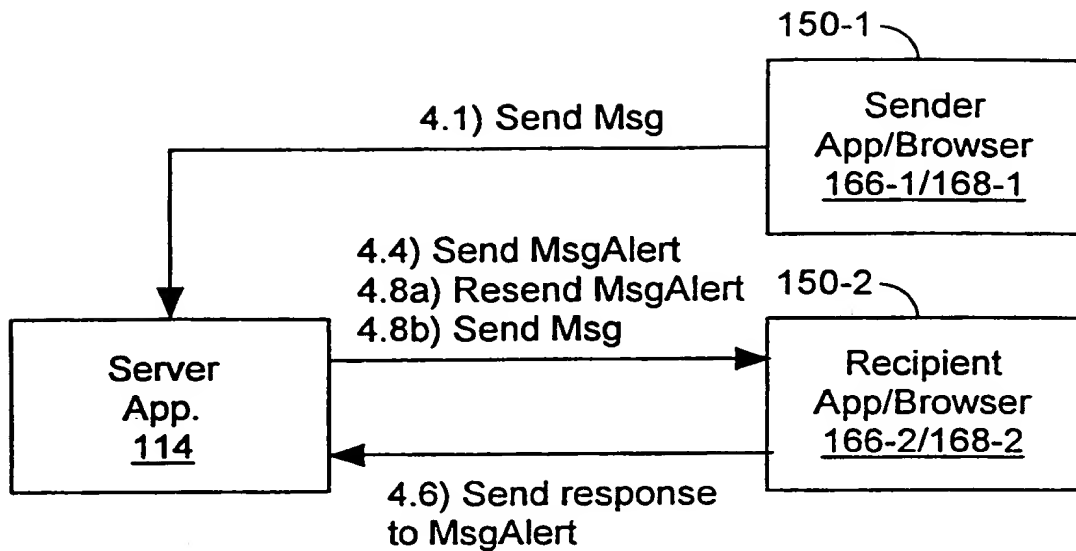 150-1
Sender
App/Browser
166-1/168-1
4.1) Send Msg
4.4) Send MsgAlert
4.8a) Resend MsgAlert
4.8b) Send Msg
150-2
Server
App.
114
Recipient
App/Browser
166-2/168-2
4.6) Send response
to MsgAlert